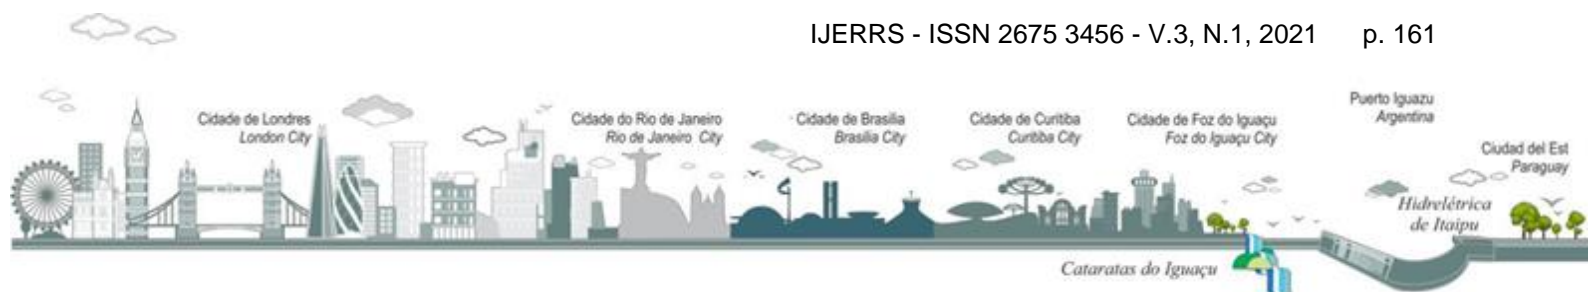 IJERRS - ISSN 2675 3456 - V.3, N.1, 2021 p. 161
Cidade de Londres
London City
Cidade do Rio de Janeiro
Rio de Janeiro City
Cidade de Brasilia
Brasilia City
Cidade de Curitiba
Curitiba City
Cidade de Foz do Iguaçu
Foz do Iguaçu City
Puerto Iguazu
Argentina
Ciudad del Est
Paraguay
Hidrelétrica
de Itaipu
Cataratas do Iguaçu